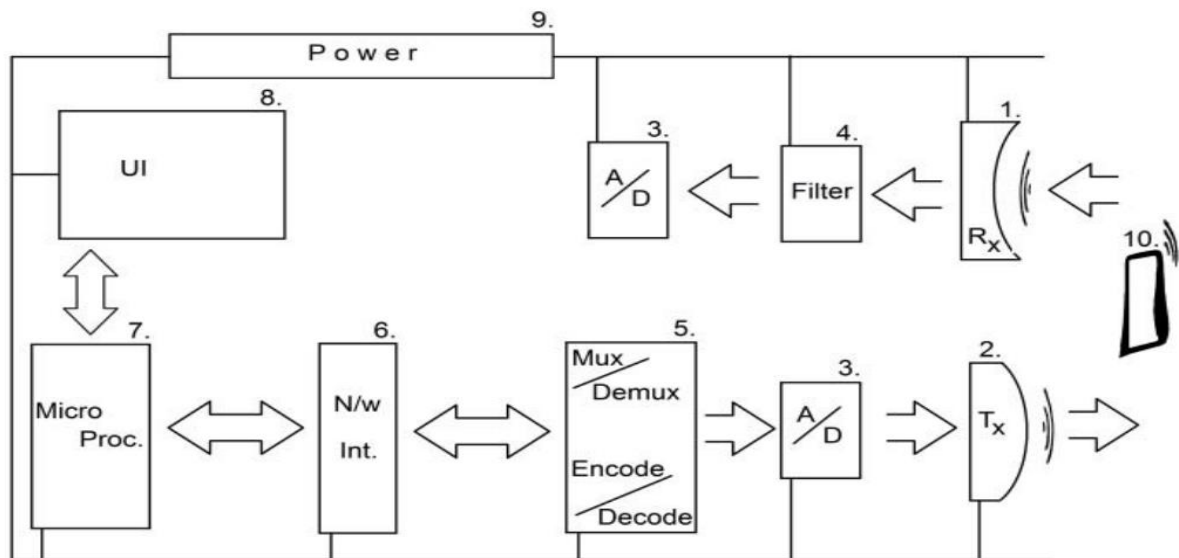 9.
Power
8.
UI
3.
A/D
4.
Filter
1.
Rx
10.
7.
Micro
Proc.
6.
N/w
Int.
5.
Mux
Demux
Encode
Decode
3.
A/D
2.
Tx